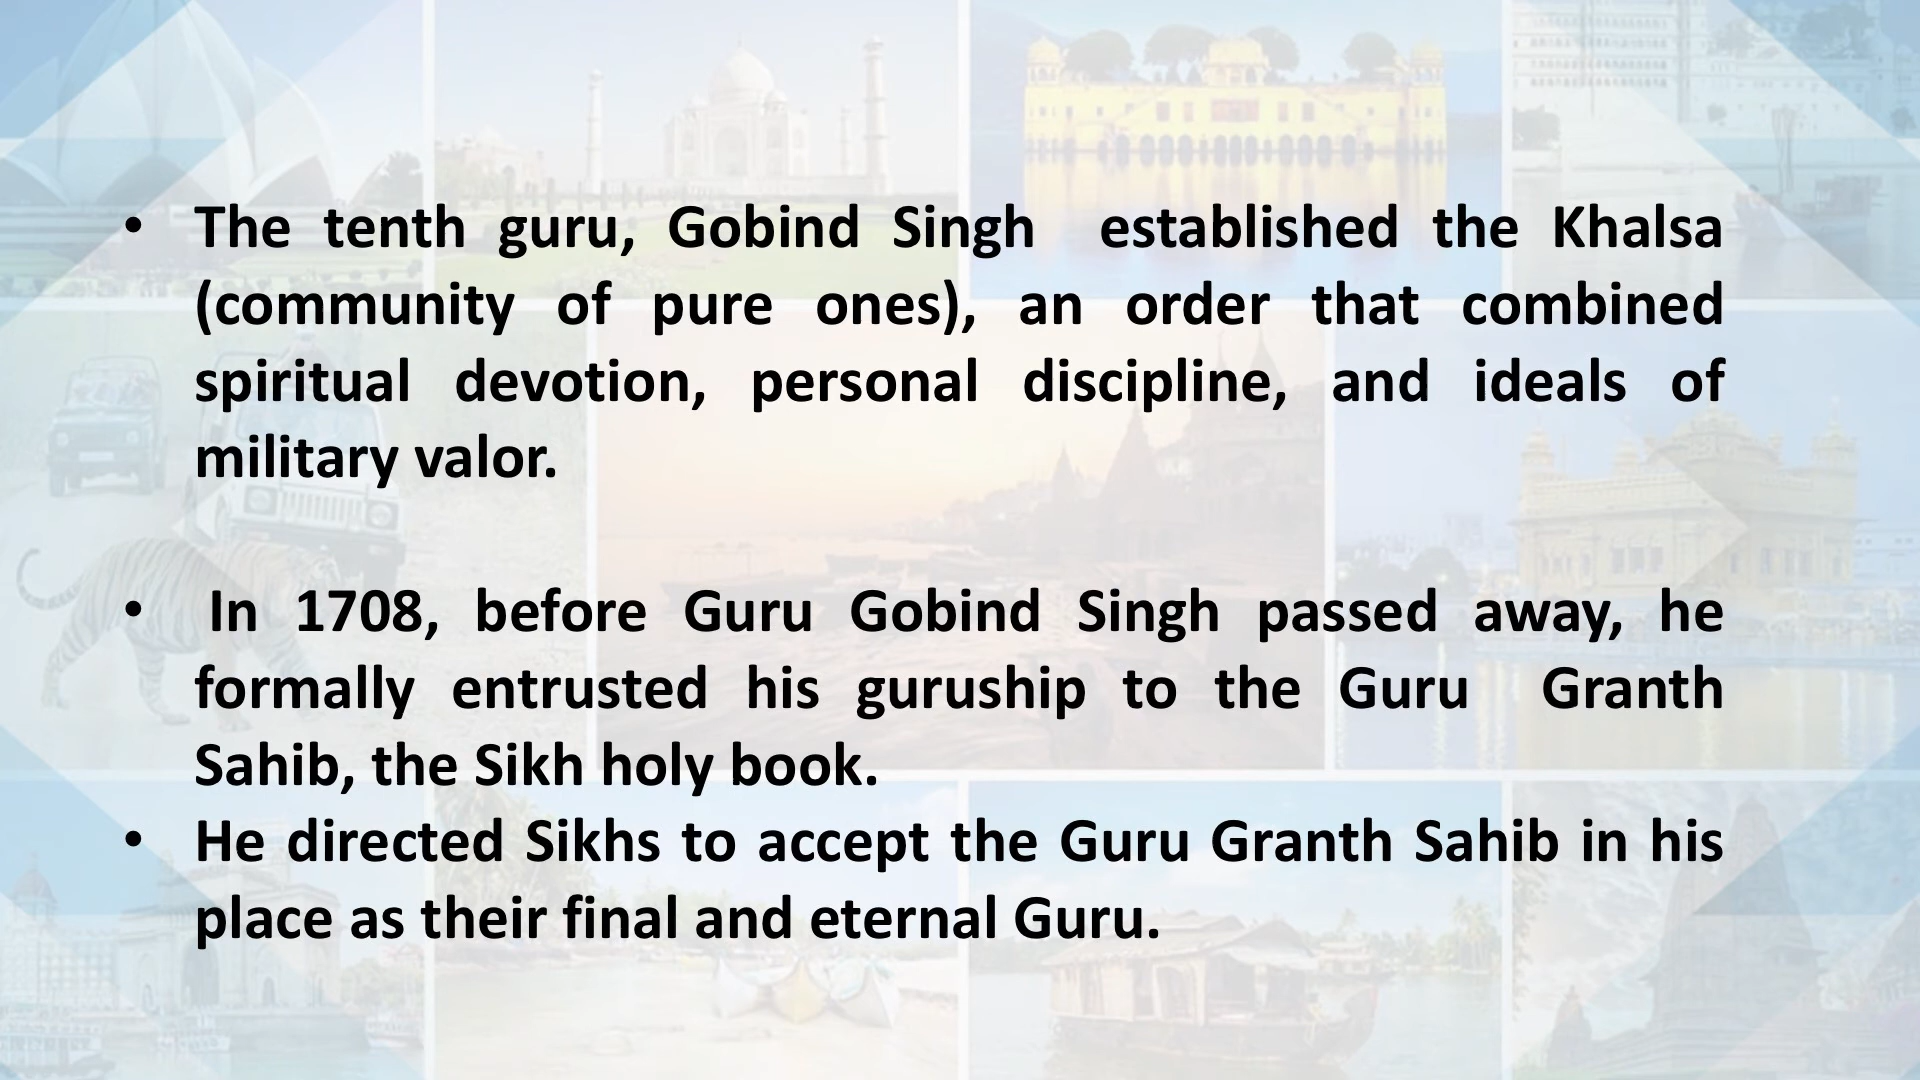 • The tenth guru, Gobind Singh  established the Khalsa
(community of pure ones), an order that combined
spiritual devotion, personal discipline, and ideals of
military valor.
• In 1708, before Guru Gobind Singh passed away, he
formally entrusted his guruship to the Guru  Granth
Sahib, the Sikh holy book.
• He directed Sikhs to accept the Guru Granth Sahib in his
place as their final and eternal Guru.